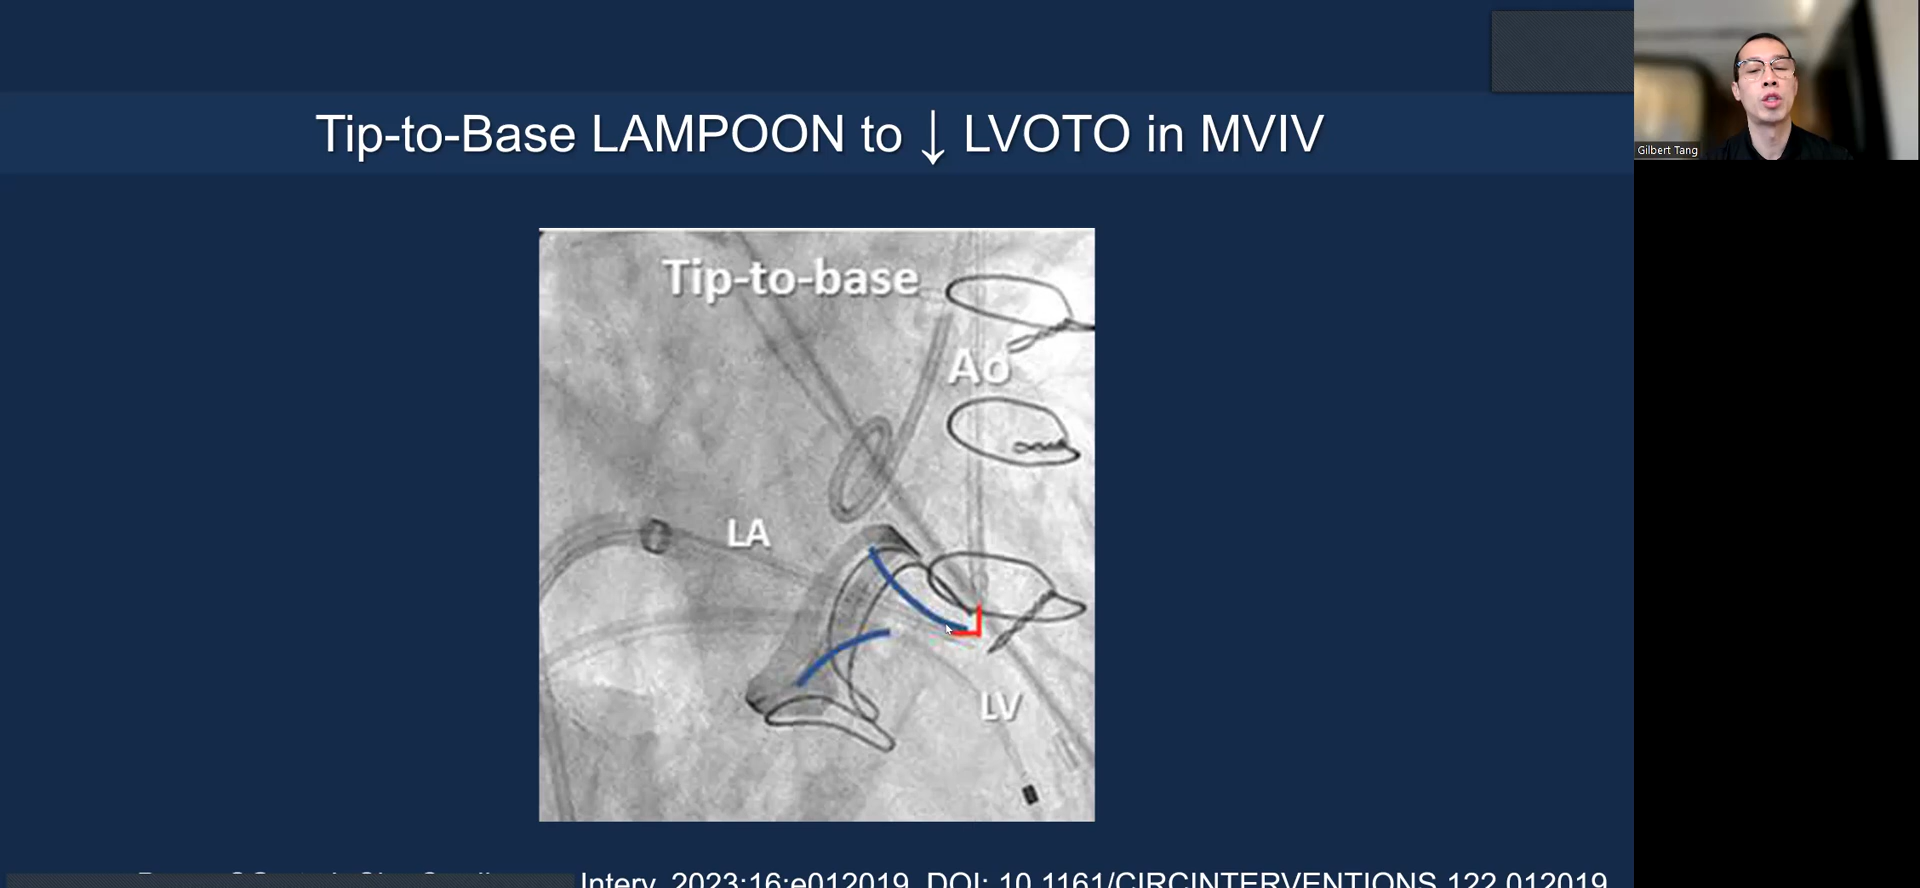 Tip-to-Base LAMPOON to ↓ LVOTO in MVIV
Gilbert Tang
Tip-to-base
Ao
LA
LV
Interv. 2023;16:e012019. DOI: 10.1161/CIRCINTERVENTIONS.122.012019